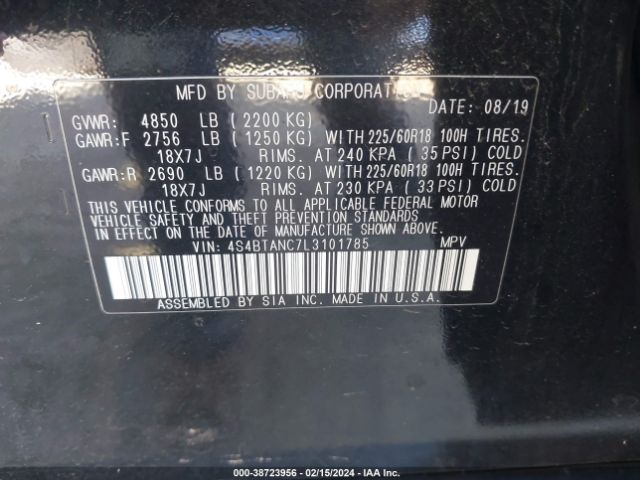 MFD BY SUBARU CORPORATION DATE: 08/19
GVWR: 4850 LB ( 2200 KG)
GAWR:F 2756 LB ( 1250 KG) WITH 225/60R18 100H TIRES.
18X7J RIMS. AT 240 KPA ( 35 PSI) COLD
GAWR:R 2690 LB ( 1220 KG) WITH 225/60R18 100H TIRES.
18X7J RIMS. AT 230 KPA ( 33 PSI) COLD
THIS VEHICLE CONFORMS TO ALL APPLICABLE FEDERAL MOTOR
VEHICLE SAFETY AND THEFT PREVENTION STANDARDS
IN EFFECT ON THE DATE OF MANUFACTURE SHOWN ABOVE.
VIN: 4S4BTANC7L3101785 MPV
ASSEMBLED BY SIA INC. MADE IN U.S.A.
000-38723956 - 02/15/2024 - IAA Inc.